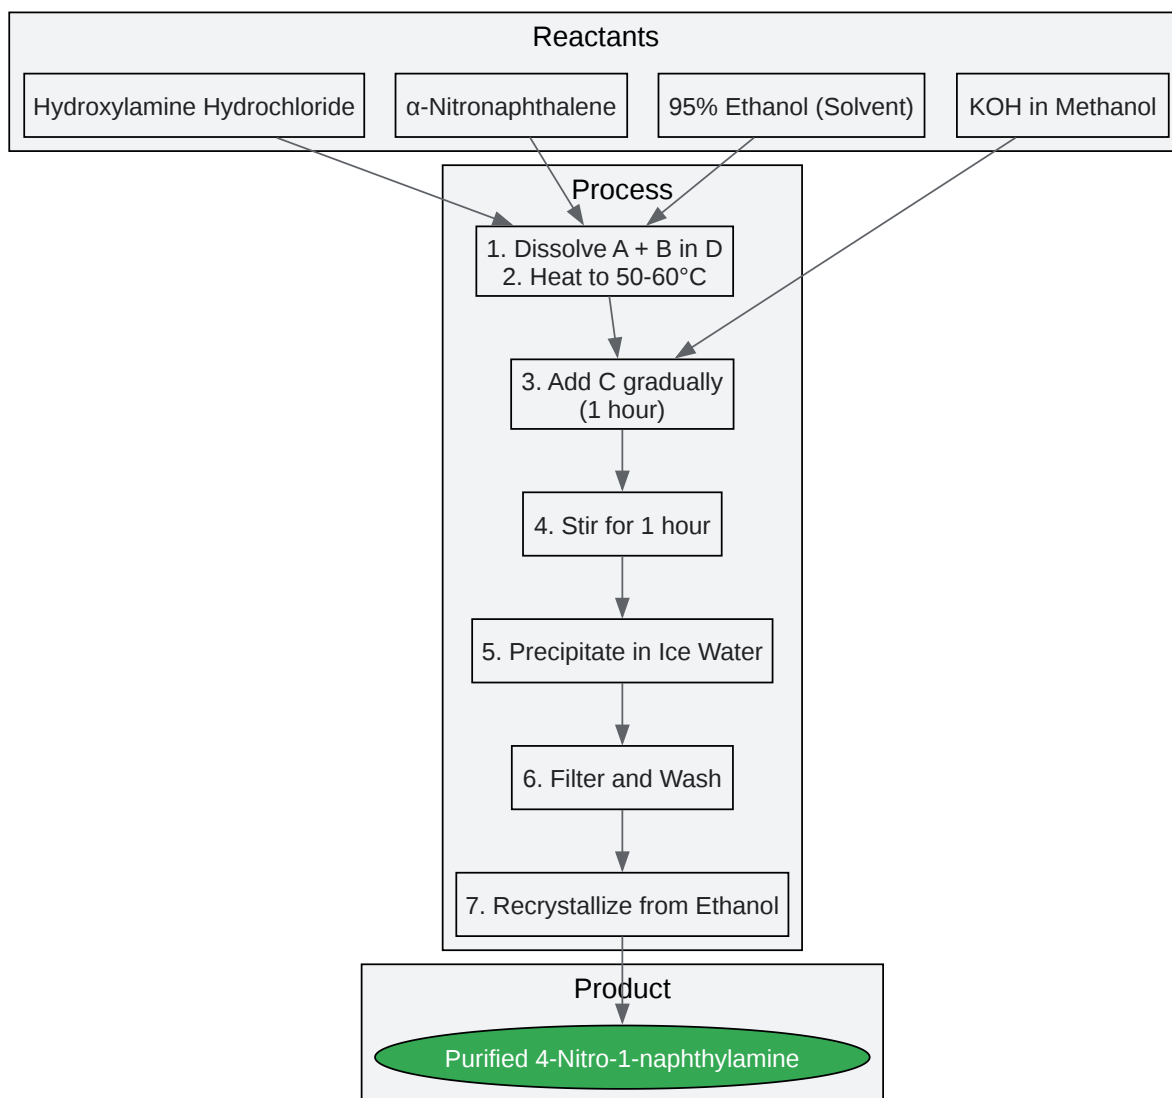 Reactants
Hydroxylamine Hydrochloride
α-Nitronaphthalene
95% Ethanol (Solvent)
KOH in Methanol
Process
1. Dissolve A + B in D
2. Heat to 50-60°C
3. Add C gradually
(1 hour)
4. Stir for 1 hour
5. Precipitate in Ice Water
6. Filter and Wash
7. Recrystallize from Ethanol
Product
Purified 4-Nitro-1-naphthylamine